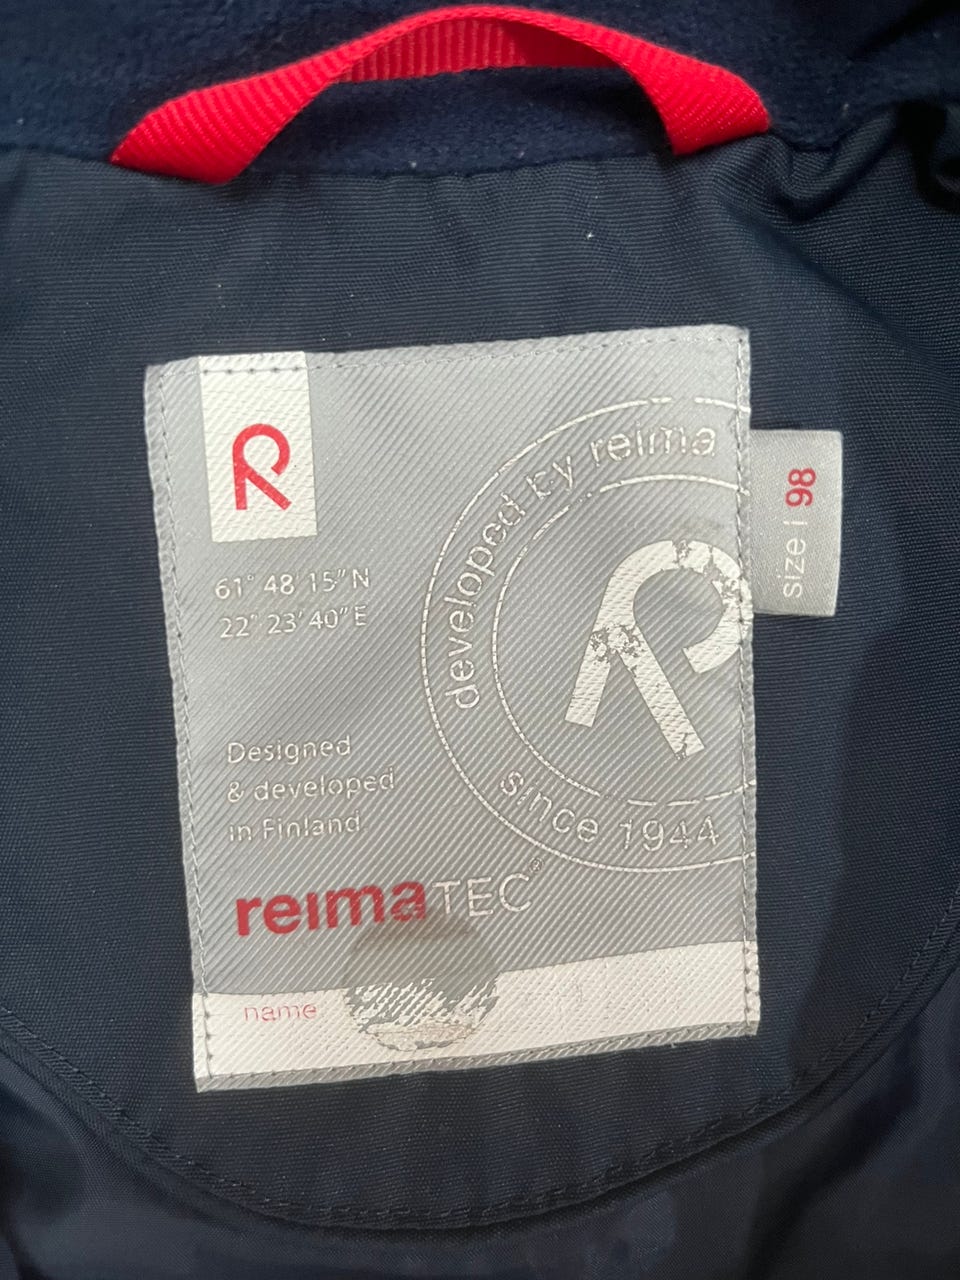 R
61° 48' 15" N
22° 23' 40" E
developed by reima
since 1944
size | 98
Designed
& developed
in Finland
reimaTEC®
name